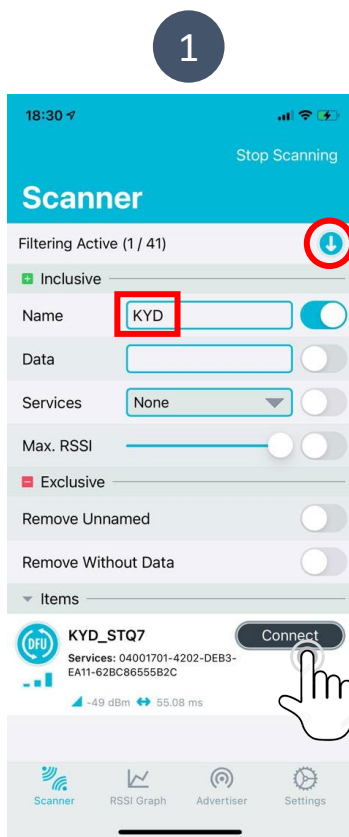 1
18:30
Stop Scanning
Scanner
Filtering Active (1 / 41)
Inclusive
Name KYD
Data
Services None
Max. RSSI
Exclusive
Remove Unnamed
Remove Without Data
Items
DFU KYD_STQ7 Connect
Services: 04001701-4202-DEB3-
EA11-62BC86555B2C
-49 dBm 55.08 ms
Scanner RSSI Graph Advertiser Settings